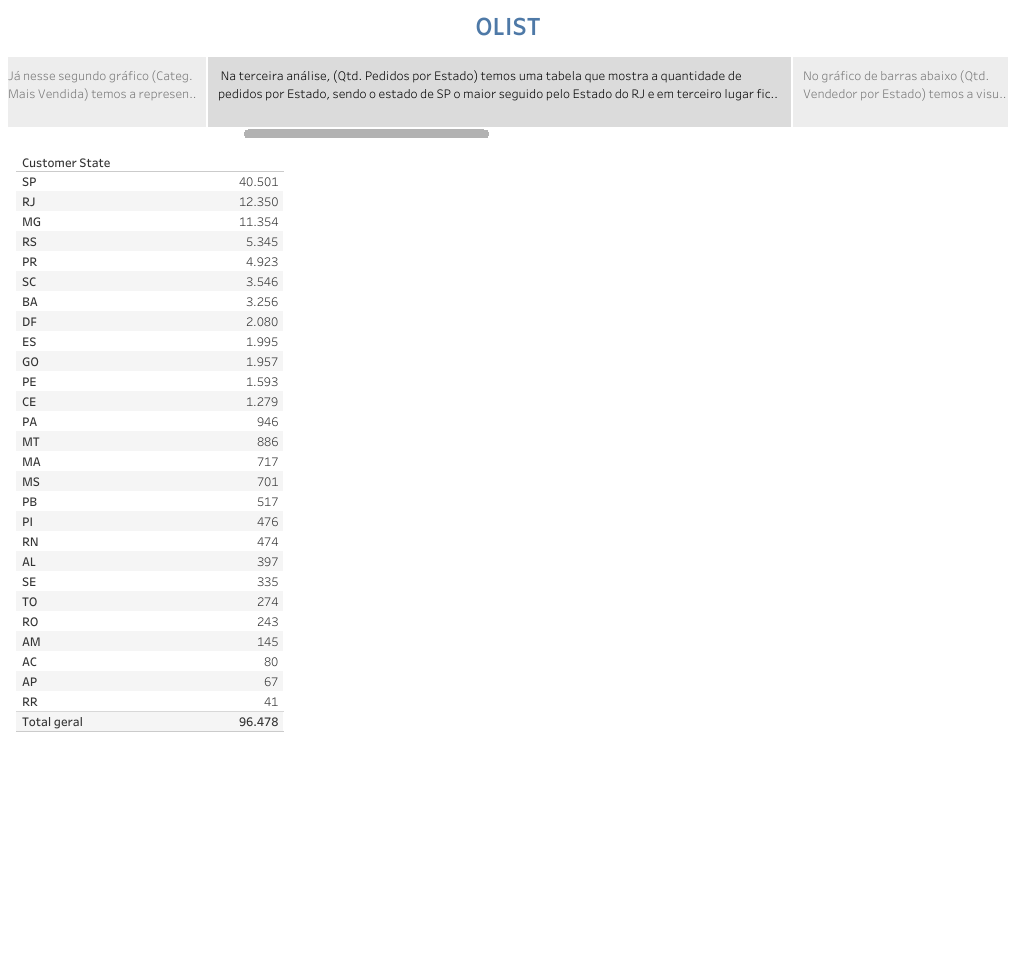 OLIST
Já nesse segundo gráfico (Categ.
Mais Vendida) temos a represen..
Na terceira análise, (Qtd. Pedidos por Estado) temos uma tabela que mostra a quantidade de
pedidos por Estado, sendo o estado de SP o maior seguido pelo Estado do RJ e em terceiro lugar fic..
No gráfico de barras abaixo (Qtd.
Vendedor por Estado) temos a visu..
Customer State
SP 40.501
RJ 12.350
MG 11.354
RS 5.345
PR 4.923
SC 3.546
BA 3.256
DF 2.080
ES 1.995
GO 1.957
PE 1.593
CE 1.279
PA 946
MT 886
MA 717
MS 701
PB 517
PI 476
RN 474
AL 397
SE 335
TO 274
RO 243
AM 145
AC 80
AP 67
RR 41
Total geral 96.478